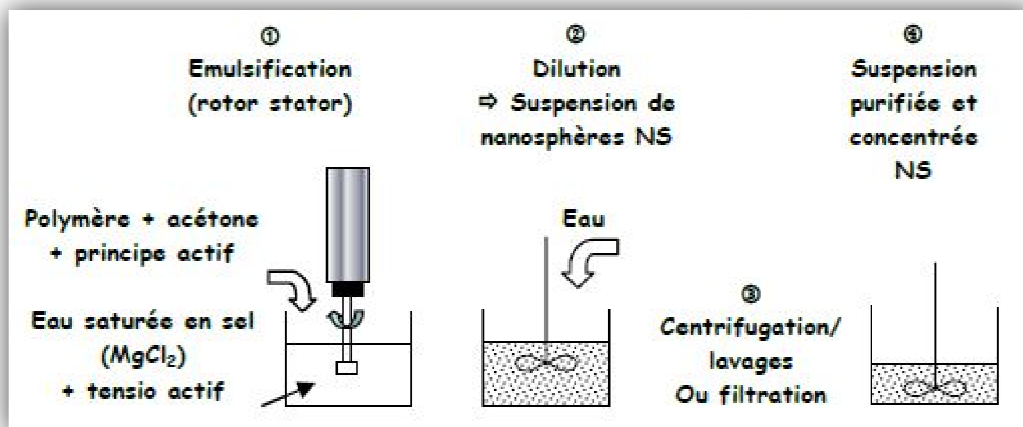 ①
Emulsification
(rotor stator)
Polymère + acétone
+ principe actif
Eau saturée en sel
(MgCl₂)
+ tensio actif
②
Dilution
⇨ Suspension de
nanosphères NS
Eau
③
Centrifugation/
lavages
Ou filtration
④
Suspension
purifiée et
concentrée
NS